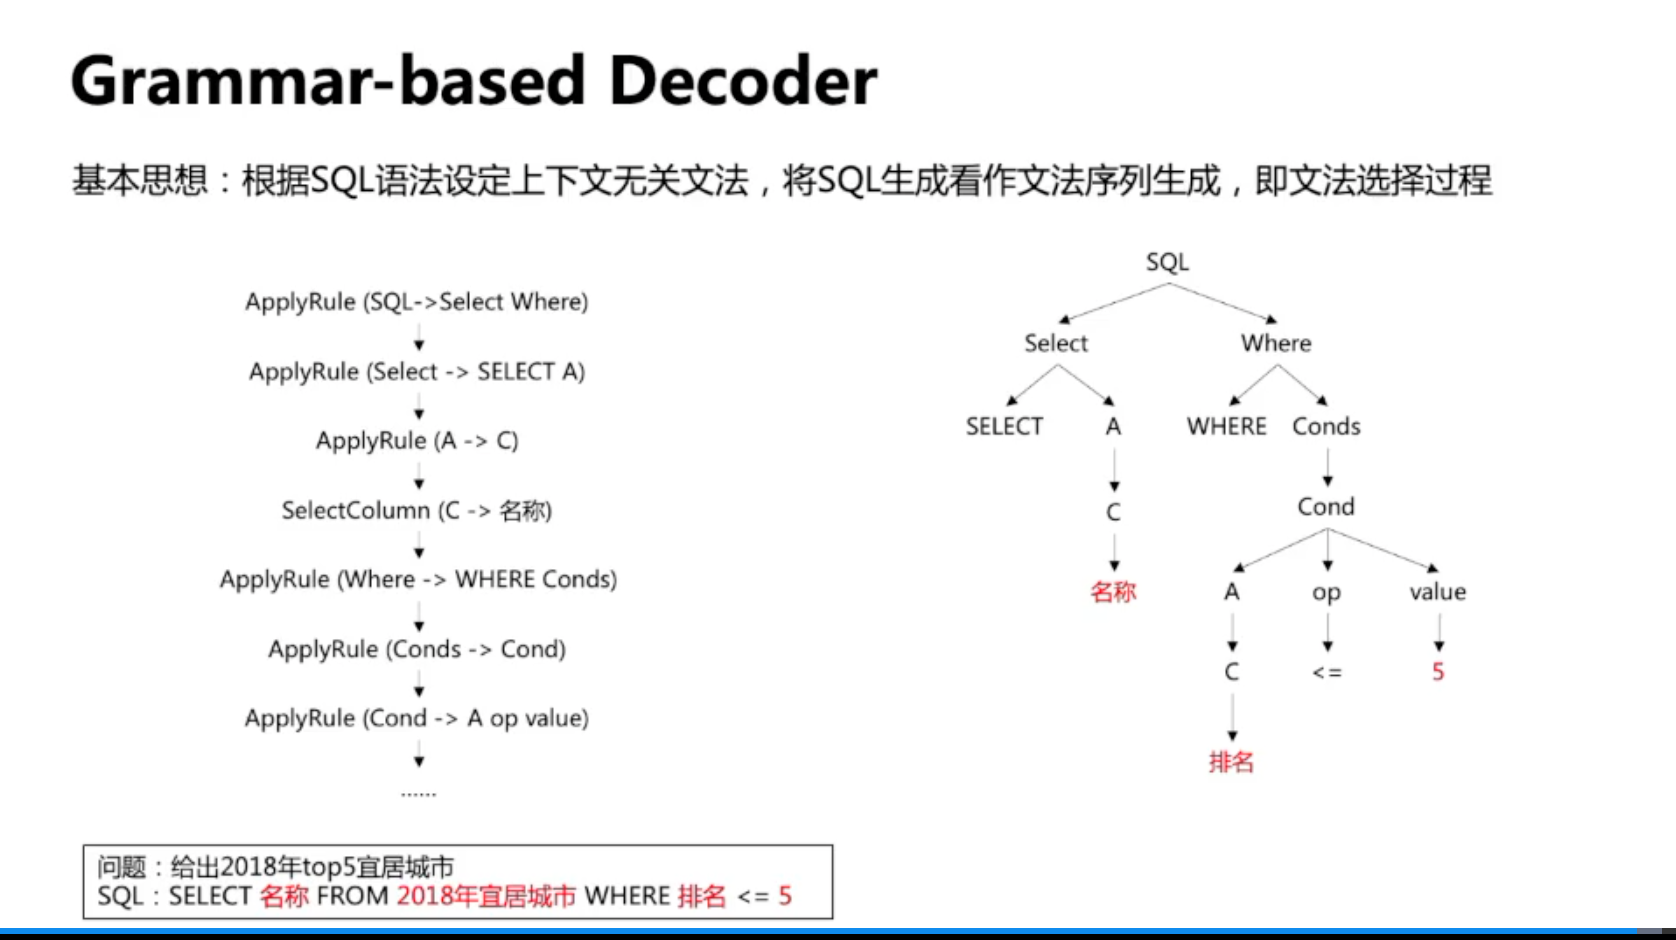 Grammar-based Decoder
基本思想：根据SQL语法设定上下文无关文法，将SQL生成看作文法序列生成，即文法选择过程
ApplyRule (SQL->Select Where)
ApplyRule (Select -> SELECT A)
ApplyRule (A -> C)
SelectColumn (C -> 名称)
ApplyRule (Where -> WHERE Conds)
ApplyRule (Conds -> Cond)
ApplyRule (Cond -> A op value)
......
SQL
Select Where
SELECT A WHERE Conds
C Cond
名称 A op value
C <= 5
排名
问题：给出2018年top5宜居城市
SQL：SELECT 名称 FROM 2018年宜居城市 WHERE 排名 <= 5